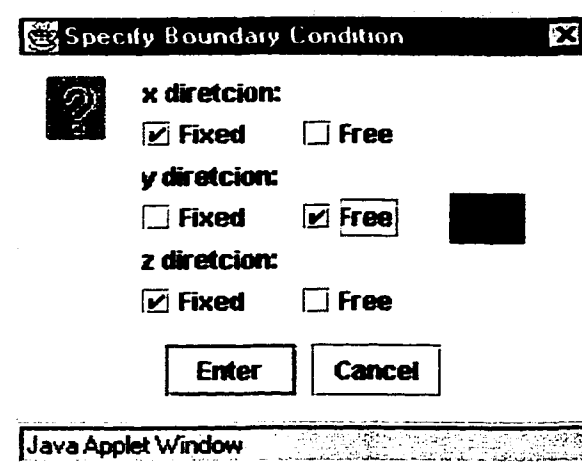 Specify Boundary Condition
x diretcion:
Fixed Free
y diretcion:
Fixed Free
z diretcion:
Fixed Free
Enter Cancel
Java Applet Window